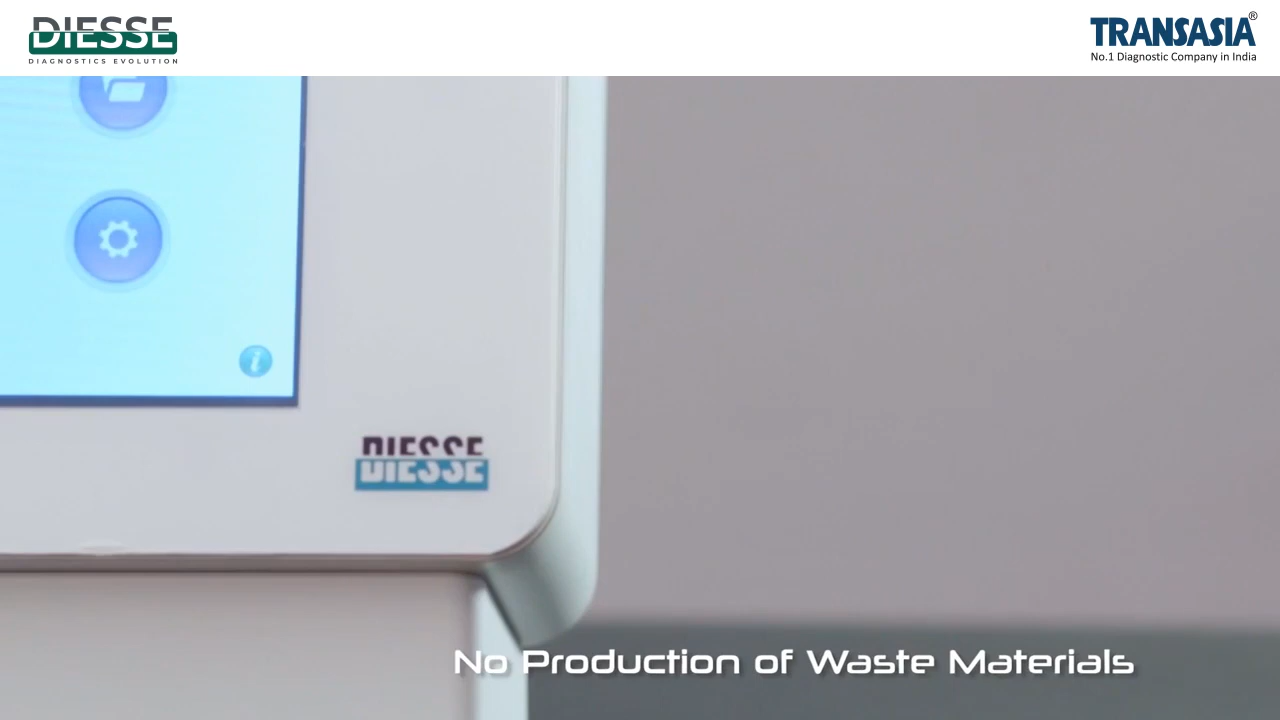 DIESSE
DIAGNOSTICS EVOLUTION
TRANSASIA®
No.1 Diagnostic Company in India
i
DIESSE
No Production of Waste Materials